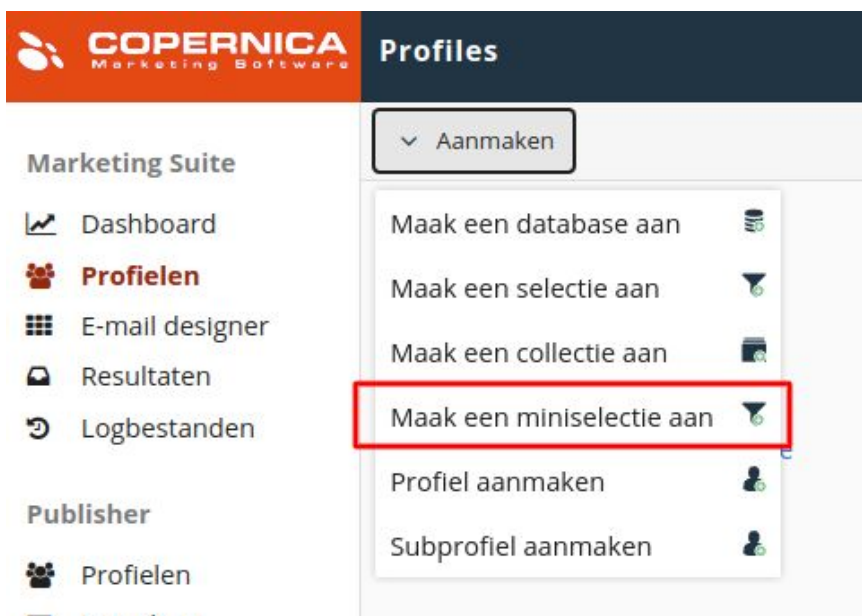 COPERNICA
Marketing Software
Profiles
Aanmaken
Marketing Suite
Dashboard
Profielen
E-mail designer
Resultaten
Logbestanden
Publisher
Profielen
Maak een database aan
Maak een selectie aan
Maak een collectie aan
Maak een miniselectie aan
Profiel aanmaken
Subprofiel aanmaken